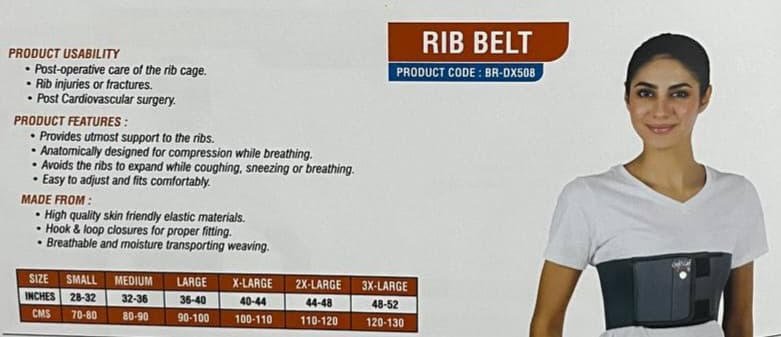 RIB BELT
PRODUCT CODE : BR-DX508
PRODUCT USABILITY
• Post-operative care of the rib cage.
• Rib injuries or fractures.
• Post Cardiovascular surgery.
PRODUCT FEATURES :
• Provides utmost support to the ribs.
• Anatomically designed for compression while breathing.
• Avoids the ribs to expand while coughing, sneezing or breathing.
• Easy to adjust and fits comfortably.
MADE FROM :
• High quality skin friendly elastic materials.
• Hook & loop closures for proper fitting.
• Breathable and moisture transporting weaving.
SIZE SMALL MEDIUM LARGE X-LARGE 2X-LARGE 3X-LARGE
INCHES 28-32 32-36 36-40 40-44 44-48 48-52
CMS 70-80 80-90 90-100 100-110 110-120 120-130